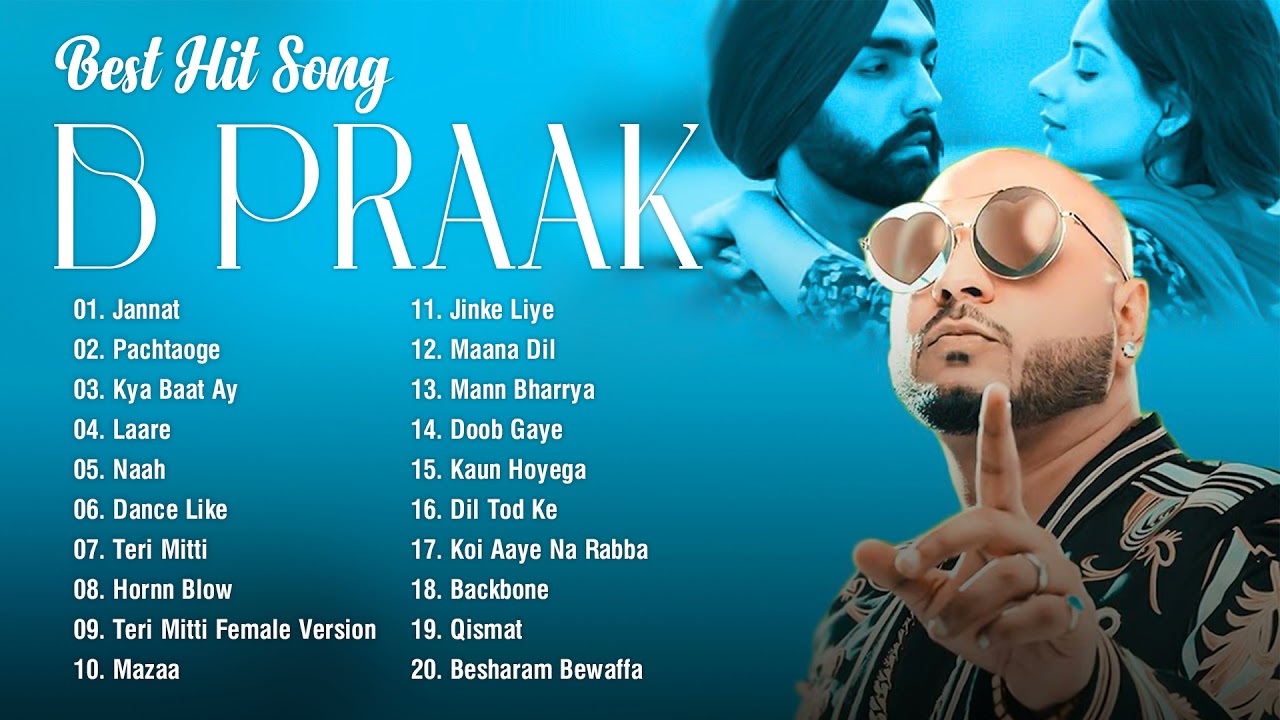 Best Hit Song
B PRAAK
01. Jannat
02. Pachtaoge
03. Kya Baat Ay
04. Laare
05. Naah
06. Dance Like
07. Teri Mitti
08. Hornn Blow
09. Teri Mitti Female Version
10. Mazaa
11. Jinke Liye
12. Maana Dil
13. Mann Bharrya
14. Doob Gaye
15. Kaun Hoyega
16. Dil Tod Ke
17. Koi Aaye Na Rabba
18. Backbone
19. Qismat
20. Besharam Bewaffa